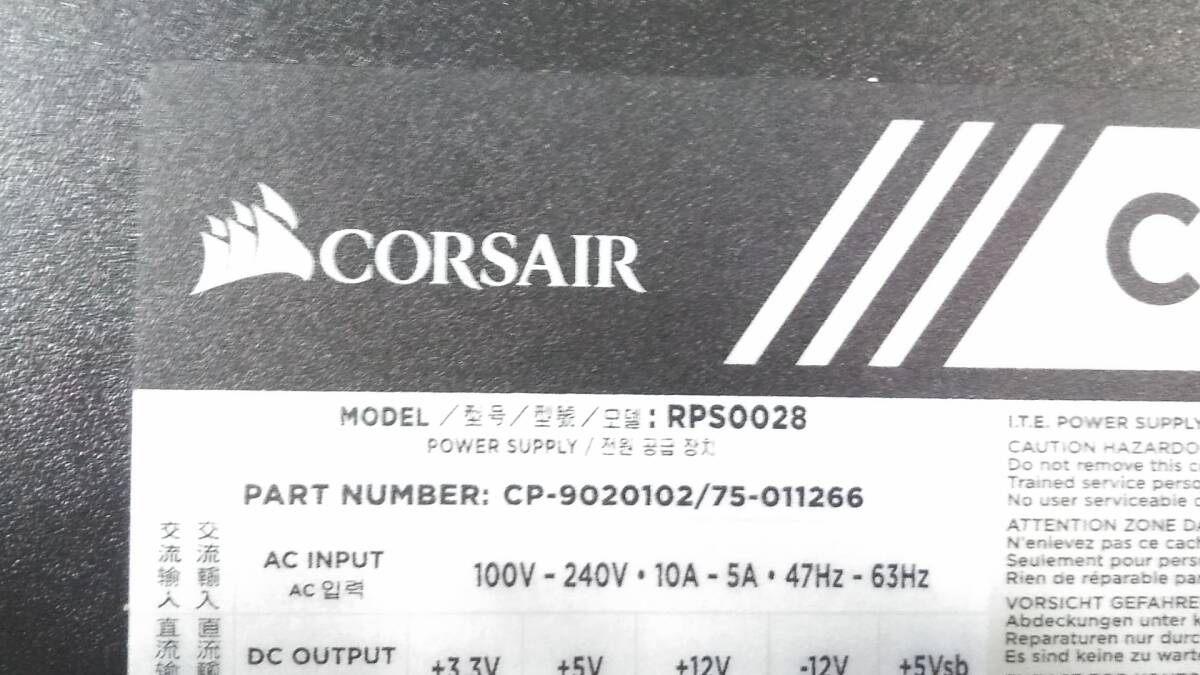 CORSAIR
C
MODEL / 型号 / 型號 / 모델 : RPS0028
POWER SUPPLY / 전원 공급 장치
PART NUMBER: CP-9020102/75-011266
交流输入
交流輸入
AC INPUT
AC 입력
100V - 240V • 10A - 5A • 47Hz - 63Hz
直流输
直流輸
DC OUTPUT
+3.3V +5V +12V -12V +5Vsb
I.T.E. POWER SUPPLY
CAUTION HAZARDO
Do not remove this c
Trained service perso
No user serviceable
ATTENTION ZONE DA
N'enlevez pas ce cach
Seulement pour perso
Rien de réparable pa
VORSICHT GEFAHRE
Abdeckungen unter k
Reparaturen nur durc
Es sind keine zu warte